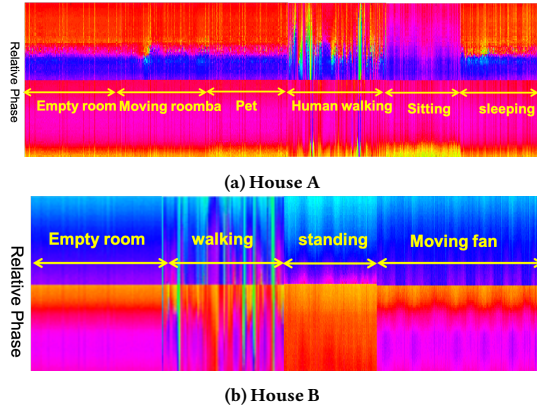 Relative Phase
Empty room Moving roomba Pet Human walking Sitting sleeping
(a) House A
Relative Phase
Empty room walking standing Moving fan
(b) House B